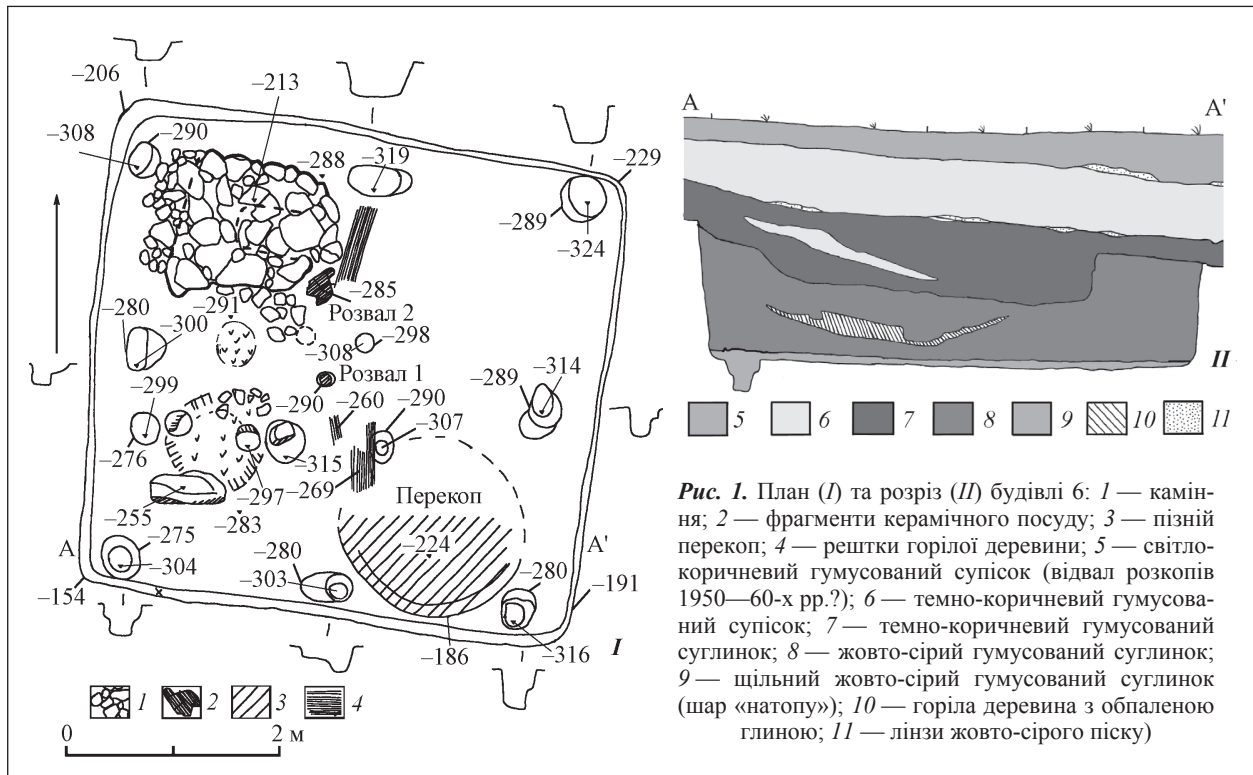 –206
–213
–308
–290
–288
–319
–229
–289
–324
–285
Розвал 2
–291
–280
–300
–308
–298
Розвал 1
–299
–290
–260
–290
–307
–289
–314
–276
–315
–297
–269
–255
–283
Перекоп
–224
А
–275
–304
–280
–303
А'
–280
–191
–154
–186
–316
I
1
2
3
4
0
2 м
А
А'
II
5
6
7
8
9
10
11
Рис. 1. План (I) та розріз (II) будівлі 6: 1 — камін-
ня; 2 — фрагменти керамічного посуду; 3 — пізній
перекоп; 4 — рештки горілої деревини; 5 — світло-
коричневий гумусований супісок (відвал розкопів
1950—60-х рр.?); 6 — темно-коричневий гумусова-
ний супісок; 7 — темно-коричневий гумусований
суглинок; 8 — жовто-сірий гумусований суглинок;
9 — щільний жовто-сірий гумусований суглинок
(шар «натопу»); 10 — горіла деревина з обпаленою
глиною; 11 — лінзи жовто-сірого піску)